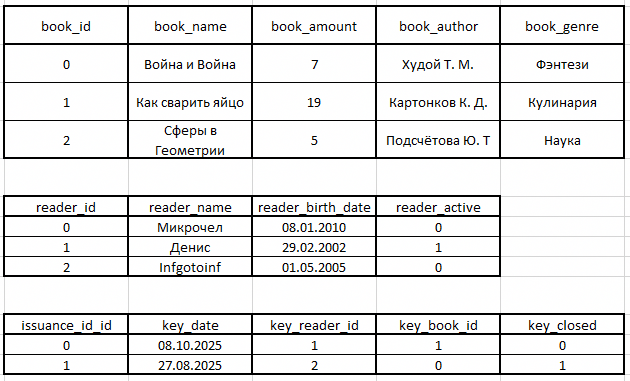 book_id book_name book_amount book_author book_genre
0 Война и Война 7 Худой Т. М. Фэнтези
1 Как сварить яйцо 19 Картонков К. Д. Кулинария
2 Сферы в Геометрии 5 Подсчётова Ю. Т Наука
reader_id reader_name reader_birth_date reader_active
0 Микрочел 08.01.2010 0
1 Денис 29.02.2002 1
2 Infgotoinf 01.05.2005 0
issuance_id_id key_date key_reader_id key_book_id key_closed
0 08.10.2025 1 1 0
1 27.08.2025 2 0 1